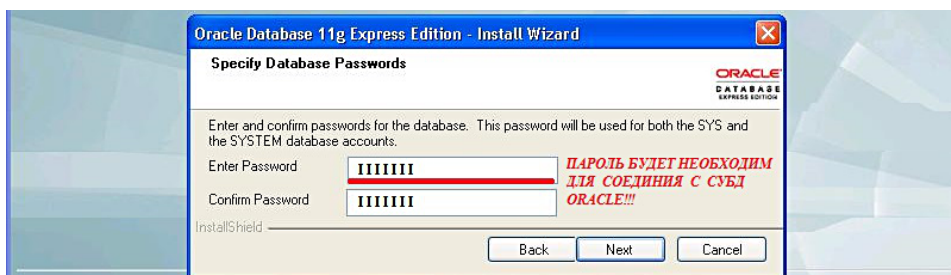 Oracle Database 11g Express Edition - Install Wizard
Specify Database Passwords
ORACLE
DATABASE
EXPRESS EDITION
Enter and confirm passwords for the database. This password will be used for both the SYS and
the SYSTEM database accounts.
Enter Password
IIIIIII
ПАРОЛЬ БУДЕТ НЕОБХОДИМ
ДЛЯ СОЕДИНИЯ С СУБД
ORACLE!!!
Confirm Password
IIIIIII
InstallShield
Back
Next
Cancel